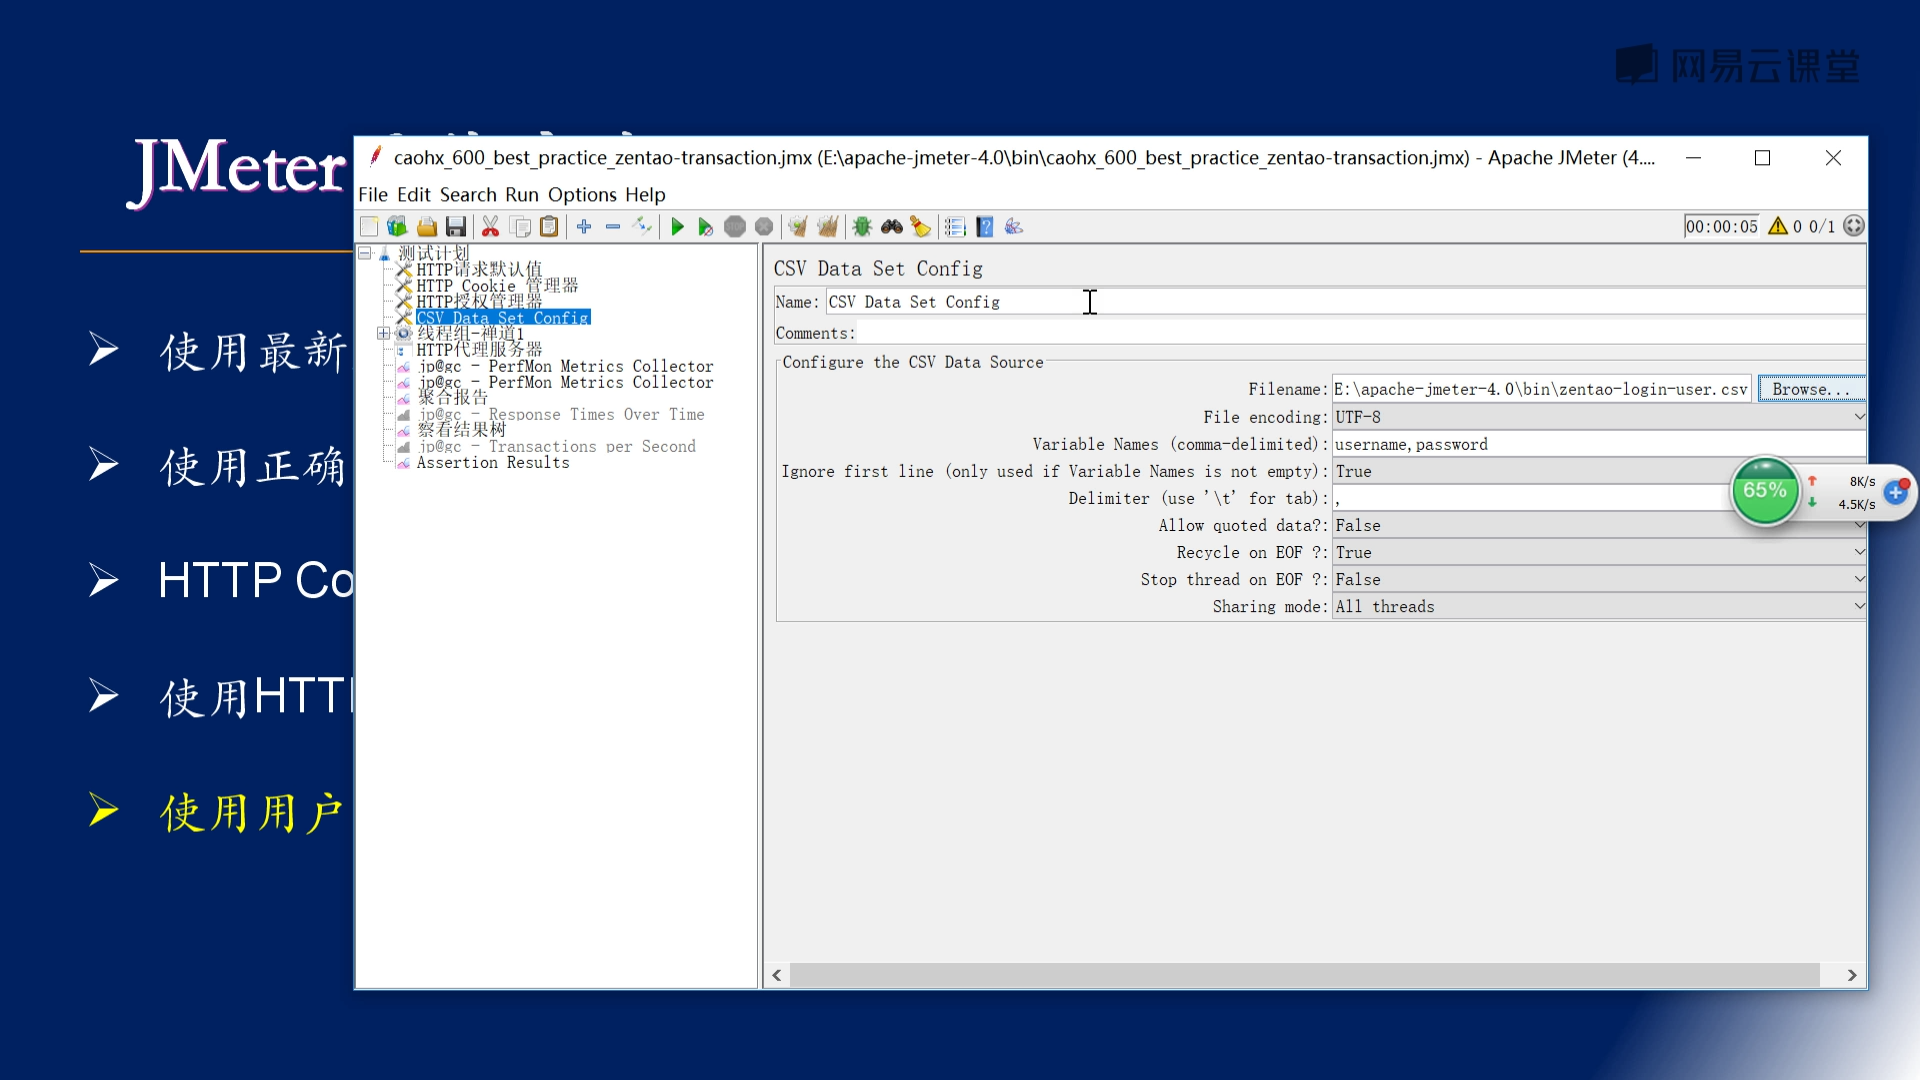 网易云课堂
JMeter
caohx_600_best_practice_zentao-transaction.jmx (E:\apache-jmeter-4.0\bin\caohx_600_best_practice_zentao-transaction.jmx) - Apache JMeter (4....
File Edit Search Run Options Help
00:00:05 0 0/1
测试计划
HTTP请求默认值
HTTP Cookie 管理器
HTTP授权管理器
CSV Data Set Config
线程组-禅道1
HTTP代理服务器
jp@gc - PerfMon Metrics Collector
jp@gc - PerfMon Metrics Collector
聚合报告
jp@gc - Response Times Over Time
察看结果树
jp@gc - Transactions per Second
Assertion Results
CSV Data Set Config
Name: CSV Data Set Config
Comments:
Configure the CSV Data Source
Filename: E:\apache-jmeter-4.0\bin\zentao-login-user.csv Browse...
File encoding: UTF-8
Variable Names (comma-delimited): username,password
Ignore first line (only used if Variable Names is not empty): True
Delimiter (use '\t' for tab): ,
Allow quoted data?: False
Recycle on EOF ?: True
Stop thread on EOF ?: False
Sharing mode: All threads
65%
8K/s
4.5K/s
使用最新
使用正确
HTTP Co
使用HTT
使用用户